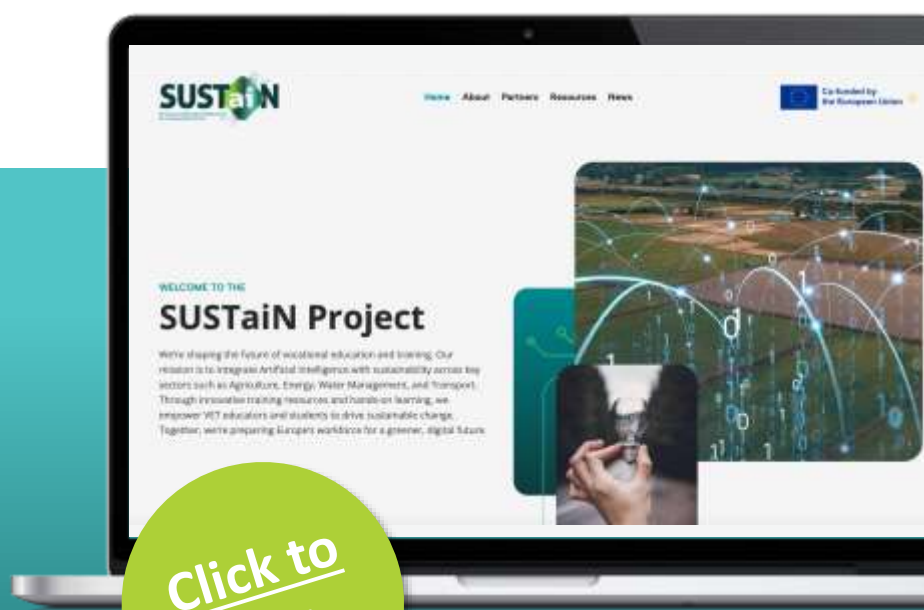 SUSTaiN
Home About Partners Resources News
Co-funded by
the European Union
WELCOME TO THE
SUSTaiN Project
We're shaping the future of vocational education and training. Our
mission is to integrate Artificial Intelligence with sustainability across key
sectors such as Agriculture, Energy, Water Management, and Transport.
Through innovative training resources and hands-on learning, we
empower VET educators and students to drive sustainable change.
Together, we're preparing Europe's workforce for a greener, digital future.
Click to